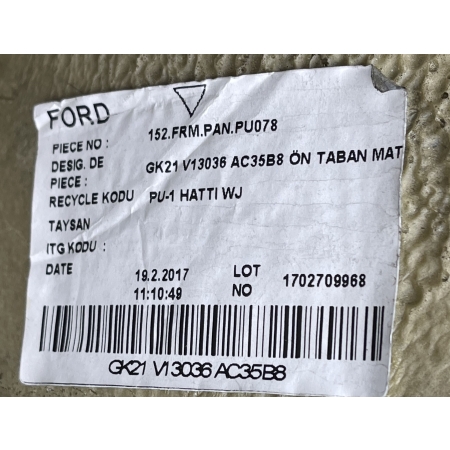 FORD
PIECE NO : 152.FRM.PAN.PU078
DESIG. DE PIECE : GK21 V13036 AC35B8 ÖN TABAN MAT
RECYCLE KODU PU-1 HATTI WJ
TAYSAN
ITG KODU :
DATE 19.2.2017 11:10:49 LOT NO 1702709968
GK21 V13036 AC35B8